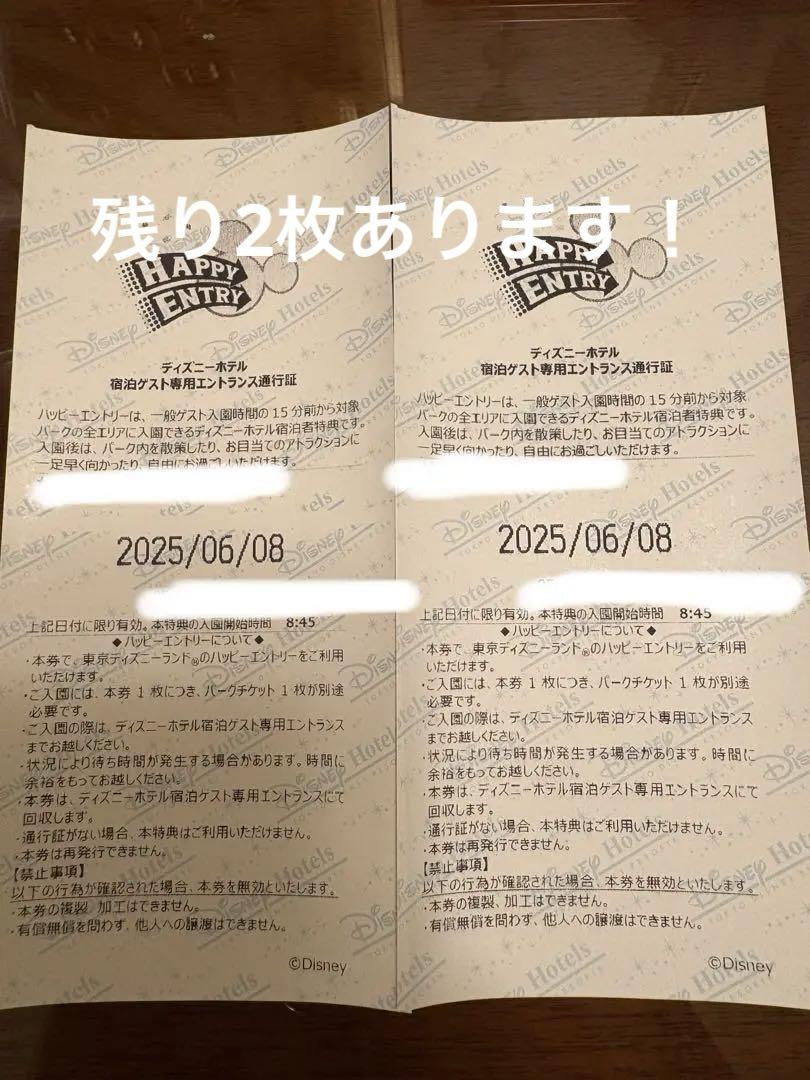 残り2枚あります!
HAPPY
ENTRY
ディズニーホテル
宿泊ゲスト専用エントランス通行証
ハッピーエントリーは、一般ゲスト入園時間の15分前から対象
パークの全エリアに入園できるディズニーホテル宿泊者特典です。
入園後は、パーク内を散策したり、お目当てのアトラクションに
一足早く向かったり、自由にお過ごしいただけます。
2025/06/08
上記日付に限り有効。本特典の入園開始時間 8:45
◆ハッピーエントリーについて◆
・本券で、東京ディズニーランド®のハッピーエントリーをご利用
いただけます。
・ご入園には、本券1枚につき、パークチケット1枚が別途
必要です。
・ご入園の際は、ディズニーホテル宿泊ゲスト専用エントランス
までお越しください。
・状況により待ち時間が発生する場合があります。時間に
余裕をもってお越しください。
・本券は、ディズニーホテル宿泊ゲスト専用エントランスにて
回収します。
・通行証がない場合、本特典はご利用いただけません。
・本券は再発行できません。
【禁止事項】
以下の行為が確認された場合、本券を無効といたします。
・本券の複製、加工はできません。
・有償無償を問わず、他人への譲渡はできません。
©Disney
HAPPY
ENTRY
ディズニーホテル
宿泊ゲスト専用エントランス通行証
ハッピーエントリーは、一般ゲスト入園時間の15分前から対象
パークの全エリアに入園できるディズニーホテル宿泊者特典です。
入園後は、パーク内を散策したり、お目当てのアトラクションに
一足早く向かったり、自由にお過ごしいただけます。
2025/06/08
上記日付に限り有効。本特典の入園開始時間 8:45
◆ハッピーエントリーについて◆
・本券で、東京ディズニーランド®のハッピーエントリーをご利用
いただけます。
・ご入園には、本券1枚につき、パークチケット1枚が別途
必要です。
・ご入園の際は、ディズニーホテル宿泊ゲスト専用エントランス
までお越しください。
・状況により待ち時間が発生する場合があります。時間に
余裕をもってお越しください。
・本券は、ディズニーホテル宿泊ゲスト専用エントランスにて
回収します。
・通行証がない場合、本特典はご利用いただけません。
・本券は再発行できません。
【禁止事項】
以下の行為が確認された場合、本券を無効といたします。
・本券の複製、加工はできません。
・有償無償を問わず、他人への譲渡はできません。
©Disney